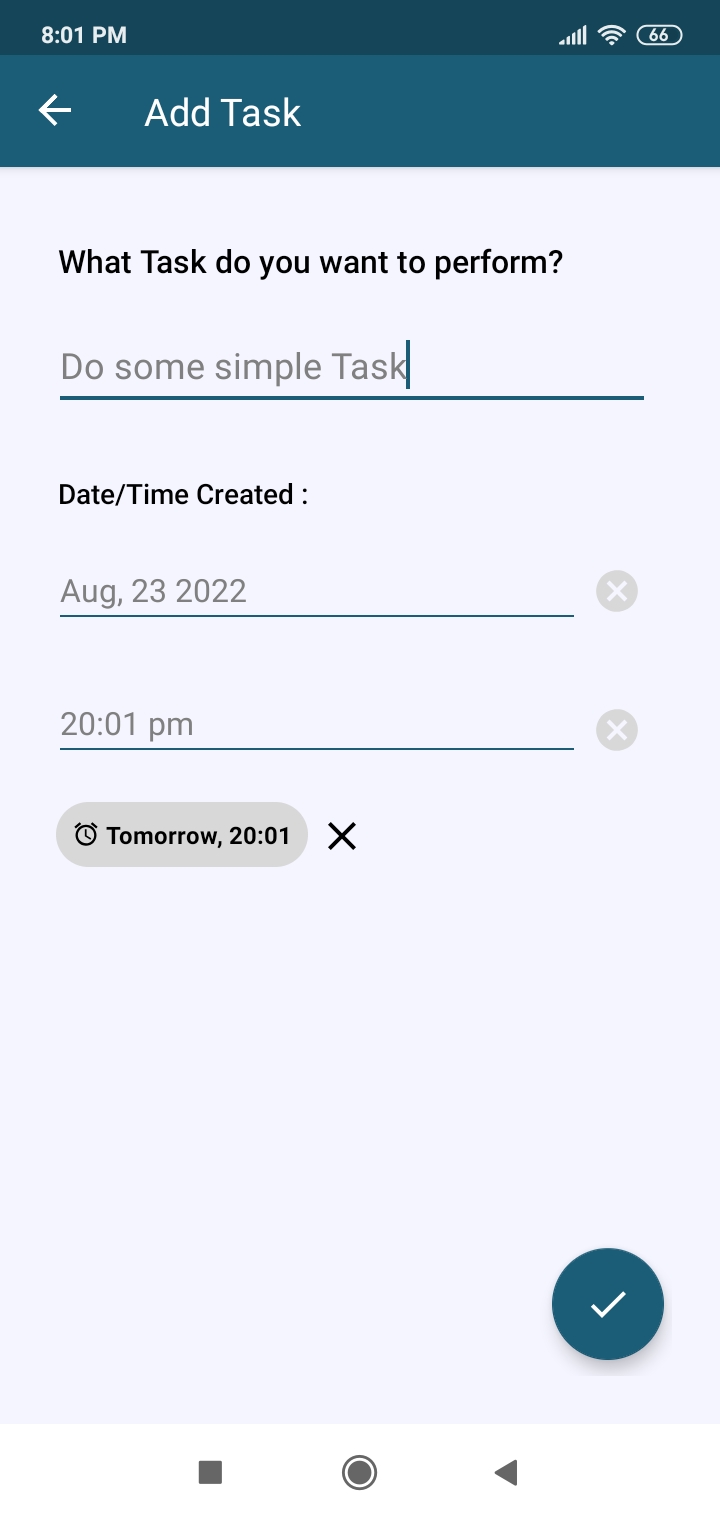 8:01 PM
66
Add Task
What Task do you want to perform?
Do some simple Task
Date/Time Created :
Aug, 23 2022
20:01 pm
Tomorrow, 20:01